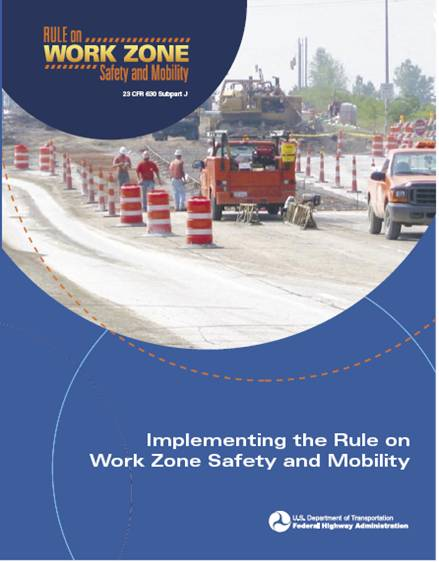 RULE on
WORK ZONE
Safety and Mobility
23 CFR 630 Subpart J
Implementing the Rule on
Work Zone Safety and Mobility
U.S. Department of Transportation
Federal Highway Administration